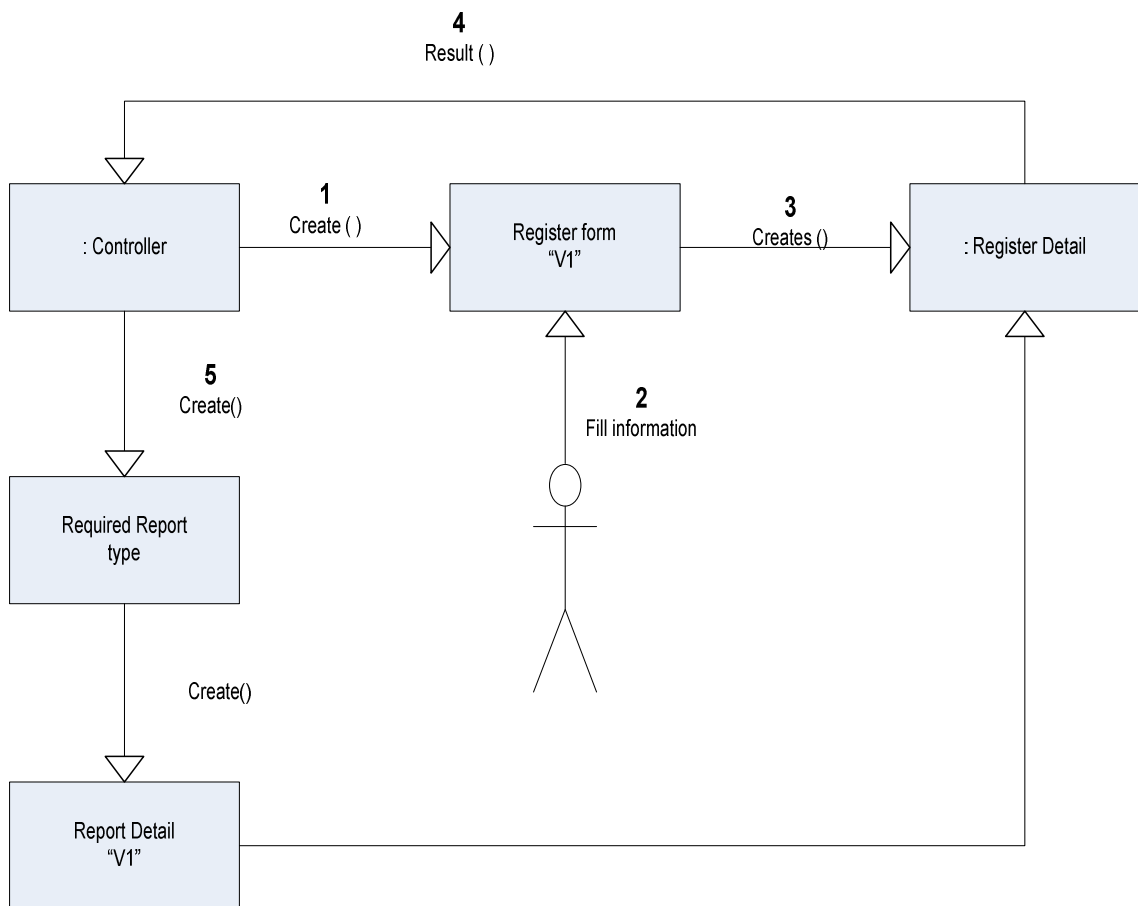 4
Result ( )
: Controller
1
Create ( )
Register form
“V1”
3
Creates ()
: Register Detail
5
Create()
2
Fill information
Required Report
type
Create()
Report Detail
“V1”